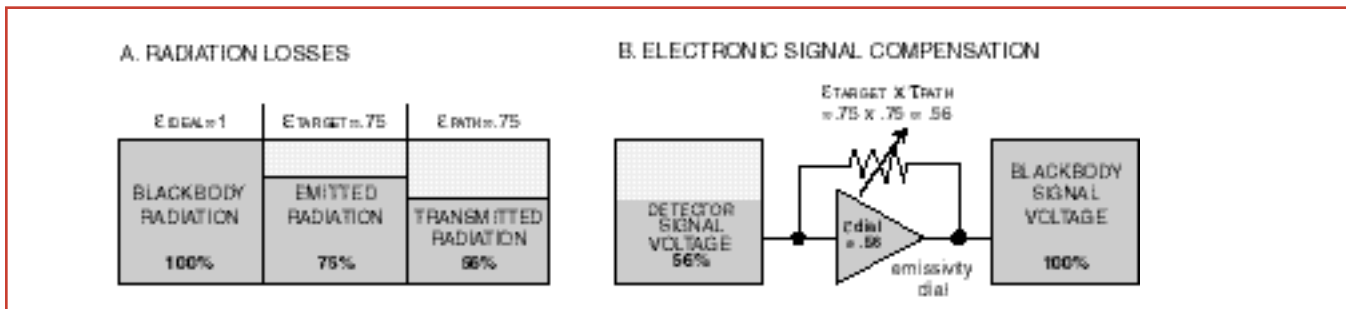 A. RADIATION LOSSES
εIDEAL=1
εTARGET=.75
εPATH=.75
BLACKBODY
RADIATION
100%
EMITTED
RADIATION
75%
TRANSMITTED
RADIATION
56%
B. ELECTRONIC SIGNAL COMPENSATION
εTARGET x TPATH
=.75 x .75 = .56
DETECTOR
SIGNAL
VOLTAGE
56%
εdial
= .56
emissivity
dial
BLACKBODY
SIGNAL
VOLTAGE
100%